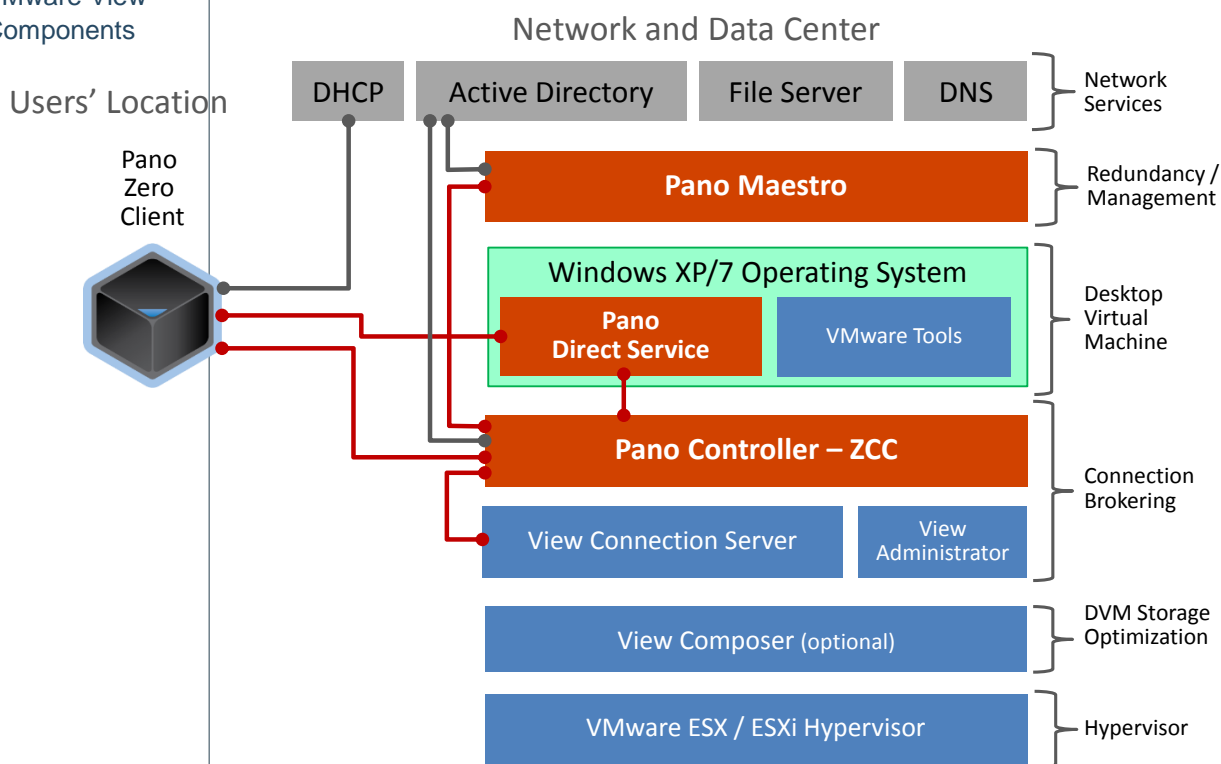 Components
Network and Data Center
Users’ Location
DHCP
Active Directory
File Server
DNS
Network
Services
Pano
Zero
Client
Pano Maestro
Redundancy /
Management
Windows XP/7 Operating System
Pano
Direct Service
VMware Tools
Desktop
Virtual
Machine
Pano Controller – ZCC
View Connection Server
View
Administrator
Connection
Brokering
View Composer (optional)
DVM Storage
Optimization
VMware ESX / ESXi Hypervisor
Hypervisor